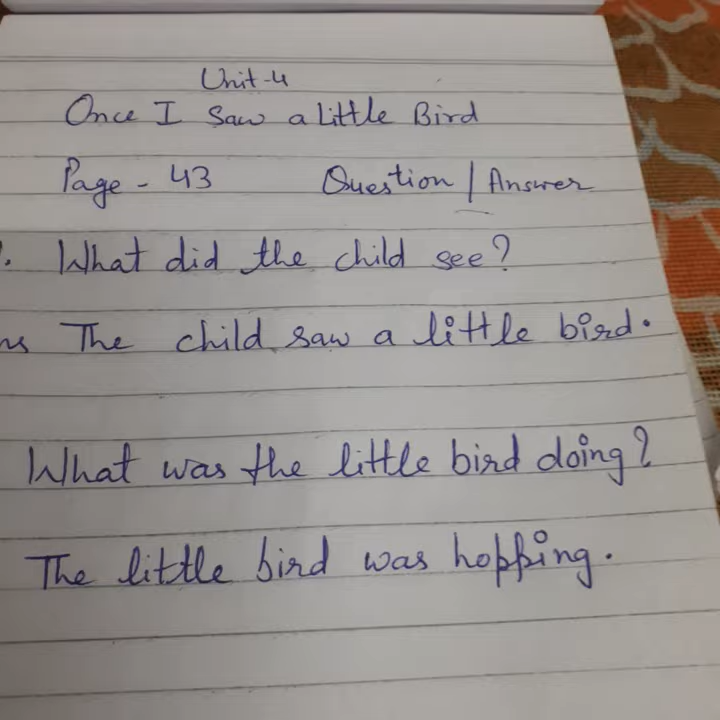 Unit-4
Once I Saw a Little Bird
Page - 43 Question / Answer
What did the child see?
The child saw a little bird.
What was the little bird doing?
The little bird was hopping.